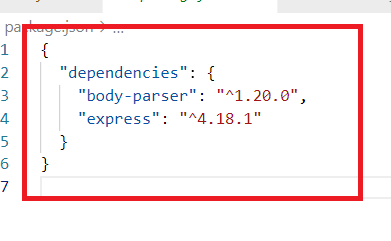 package.json > ...
1 {
2 "dependencies": {
3 "body-parser": "^1.20.0",
4 "express": "^4.18.1"
5 }
6 }
7